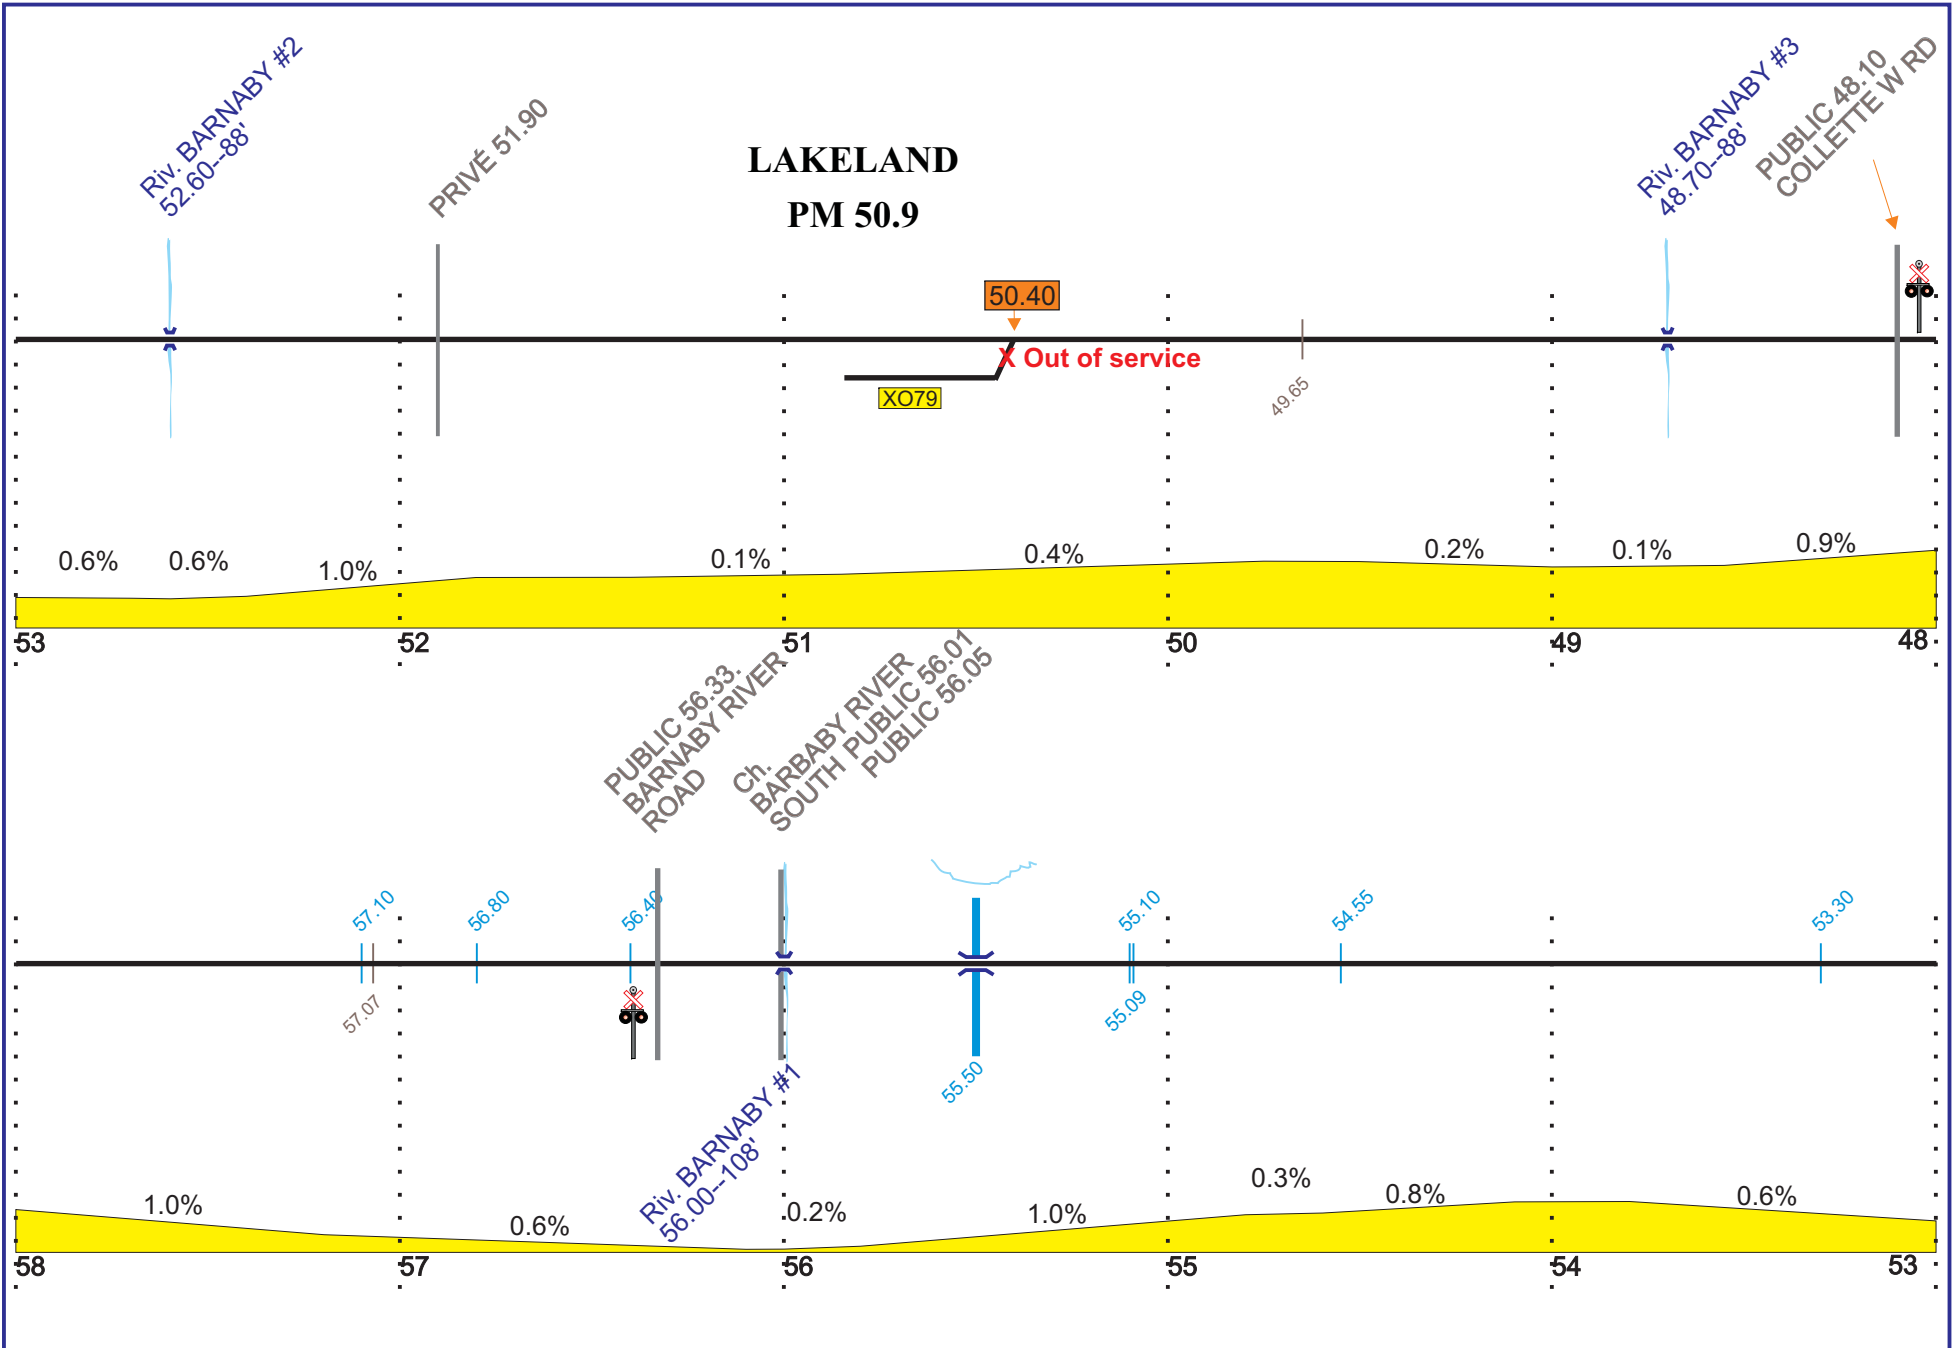 Riv. BARNABY #2
52.60--88'
PRIVÉ 51.90
LAKELAND
PM 50.9
Riv. BARNABY #3
48.70--88'
PUBLIC 48.10
COLLETTE W RD
50.40
X Out of service
XO79
49.65
0.6%
0.6%
1.0%
0.1%
0.4%
0.2%
0.1%
0.9%
53
52
51
50
49
48
PUBLIC 56.33.
BARNABY RIVER
ROAD
Ch.
BARBABY RIVER
SOUTH PUBLIC 56.01
PUBLIC 56.05
57.10
56.80
56.40
55.10
54.55
53.30
57.07
55.09
55.50
Riv. BARNABY #1
56.00--108'
1.0%
0.6%
0.2%
1.0%
0.3%
0.8%
0.6%
58
57
56
55
54
53